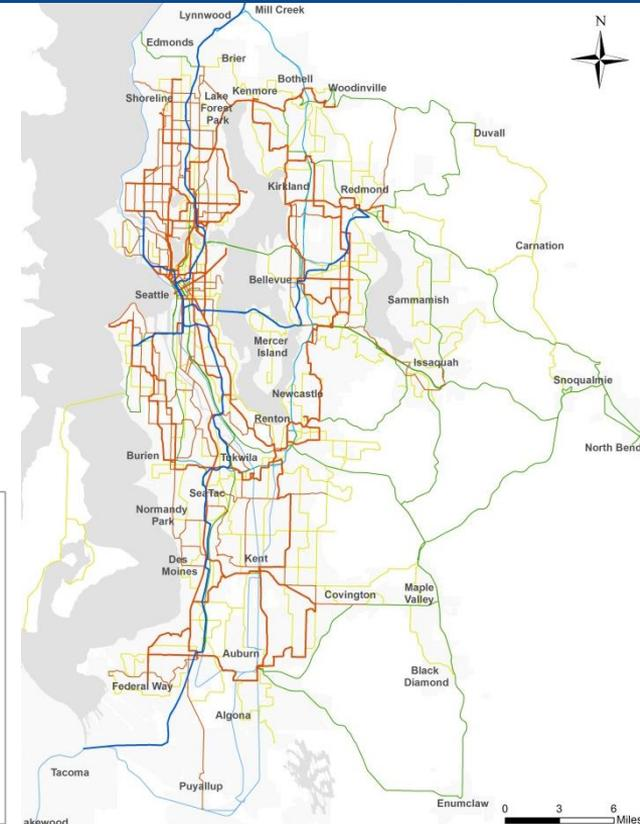 Lynnwood
Mill Creek
N
Edmonds
Brier
Bothell
Woodinville
Shoreline
Lake
Forest
Park
Kenmore
Duvall
Kirkland
Redmond
Carnation
Bellevue
Seattle
Sammamish
Mercer
Island
Issaquah
Snoqualmie
Newcastle
Renton
North Bend
Burien
Tukwila
SeaTac
Normandy
Park
Des
Moines
Kent
Covington
Maple
Valley
Auburn
Black
Diamond
Federal Way
Algona
Tacoma
Puyallup
Enumclaw
0 3 6
Miles
akewood